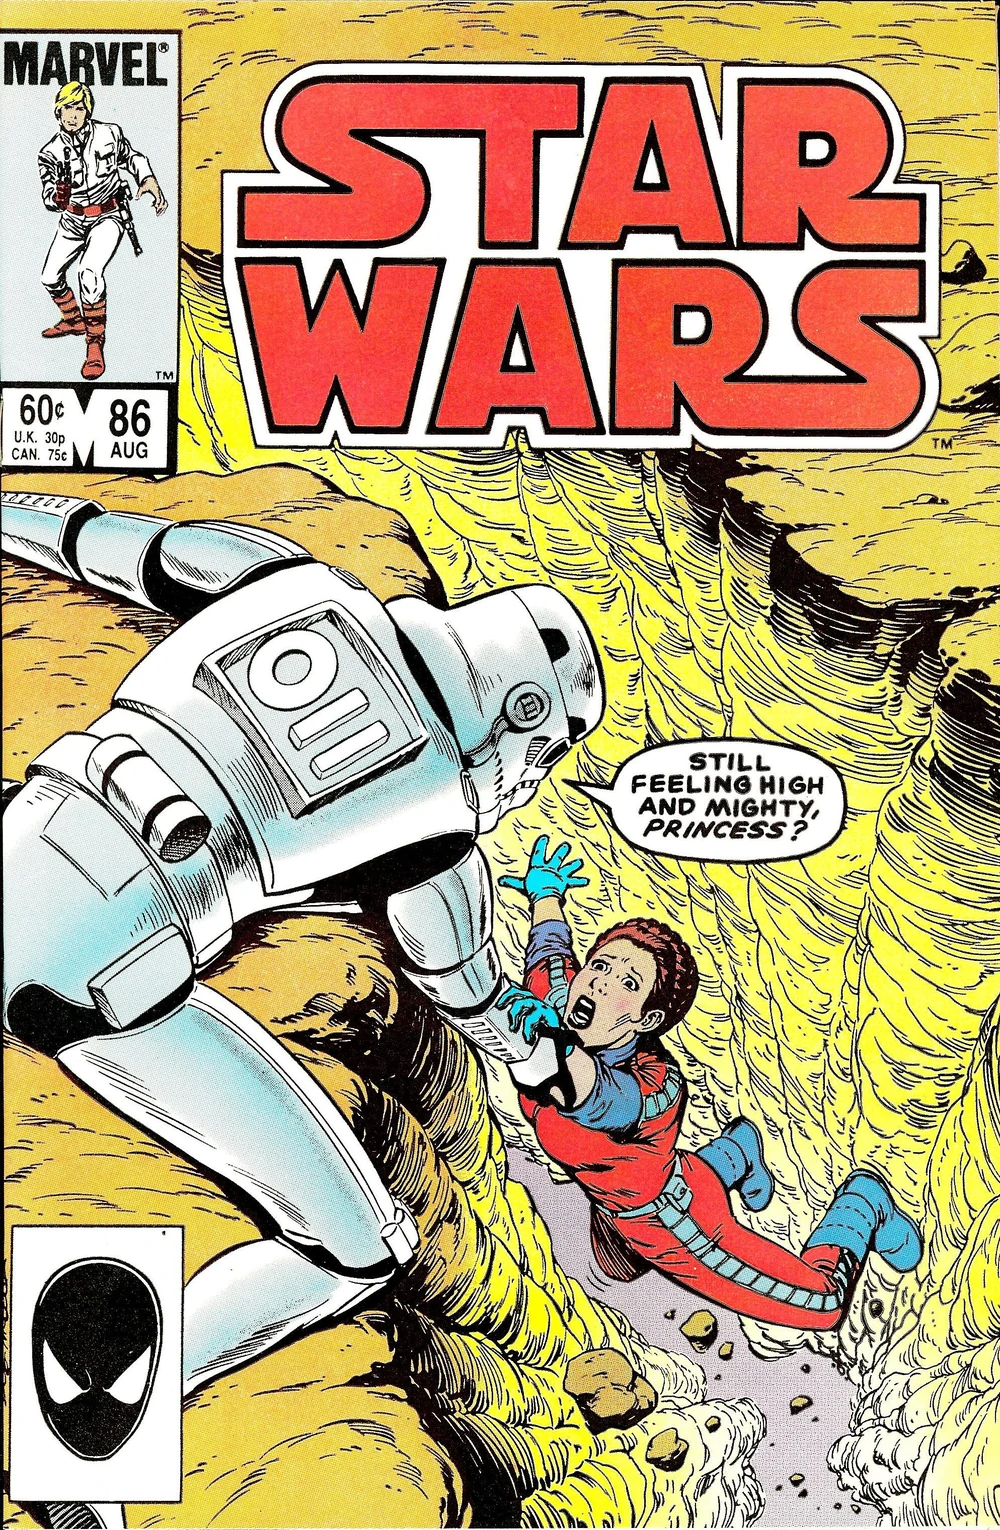 MARVEL®
STAR
WARS
TM
TM
60¢
U.K. 30p
CAN. 75¢
M
86
AUG
STILL
FEELING HIGH
AND MIGHTY,
PRINCESS?